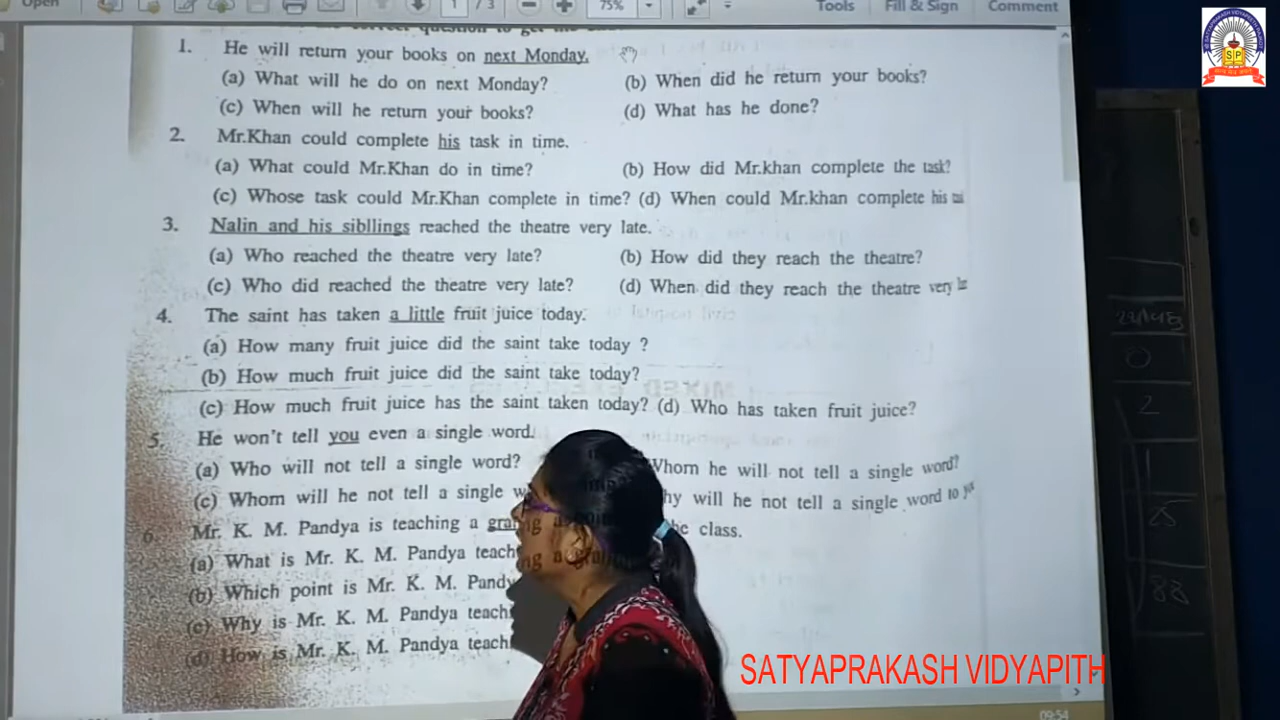 Open
1 / 3
75%
Tools Fill & Sign Comment
1. He will return your books on next Monday.
(a) What will he do on next Monday? (b) When did he return your books?
(c) When will he return your books? (d) What has he done?
2. Mr.Khan could complete his task in time.
(a) What could Mr.Khan do in time? (b) How did Mr.khan complete the task?
(c) Whose task could Mr.Khan complete in time? (d) When could Mr.khan complete his
3. Nalin and his sibllings reached the theatre very late.
(a) Who reached the theatre very late? (b) How did they reach the theatre?
(c) Who did reached the theatre very late? (d) When did they reach the theatre very
4. The saint has taken a little fruit juice today.
(a) How many fruit juice did the saint take today ?
(b) How much fruit juice did the saint take today?
(c) How much fruit juice has the saint taken today? (d) Who has taken fruit juice?
5. He won't tell you even a single word.
(a) Who will not tell a single word? Whom he will not tell a single word?
(c) Whom will he not tell a single will he not tell a single word to
6. Mr. K. M. Pandya is teaching a class.
(a) What is Mr. K. M. Pandya
(b) Which point is Mr. K. M.
(c) Why is Mr. K. M. Pandya
(d) How is Mr. K. M. Pandya
SATYAPRAKASH VIDYAPITH
09:54
0
2
1
25
88
SP